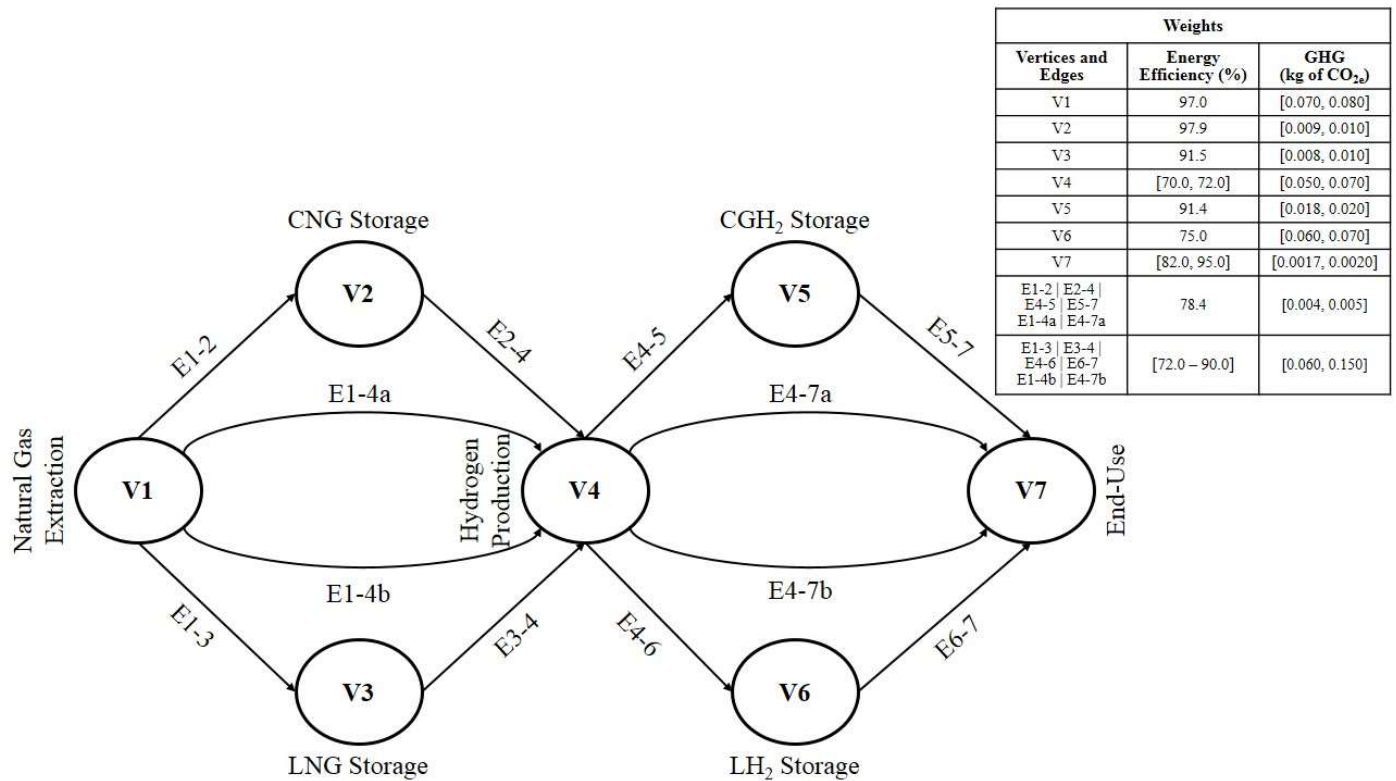 Weights
Vertices and Edges | Energy Efficiency (%) | GHG (kg of CO₂ₑ)
V1 | 97.0 | [0.070, 0.080]
V2 | 97.9 | [0.009, 0.010]
V3 | 91.5 | [0.008, 0.010]
V4 | [70.0, 72.0] | [0.050, 0.070]
V5 | 91.4 | [0.018, 0.020]
V6 | 75.0 | [0.060, 0.070]
V7 | [82.0, 95.0] | [0.0017, 0.0020]
E1-2 | E2-4 |
E4-5 | E5-7
E1-4a | E4-7a
78.4
[0.004, 0.005]
E1-3 | E3-4 |
E4-6 | E6-7
E1-4b | E4-7b
[72.0 – 90.0]
[0.060, 0.150]
CNG Storage
V2
CGH₂ Storage
V5
E1-2
E2-4
E4-5
E5-7
E1-4a
E4-7a
Natural Gas
Extraction
V1
Hydrogen
Production
V4
V7
End-Use
E1-4b
E4-7b
E1-3
E3-4
E4-6
E6-7
V3
LNG Storage
V6
LH₂ Storage